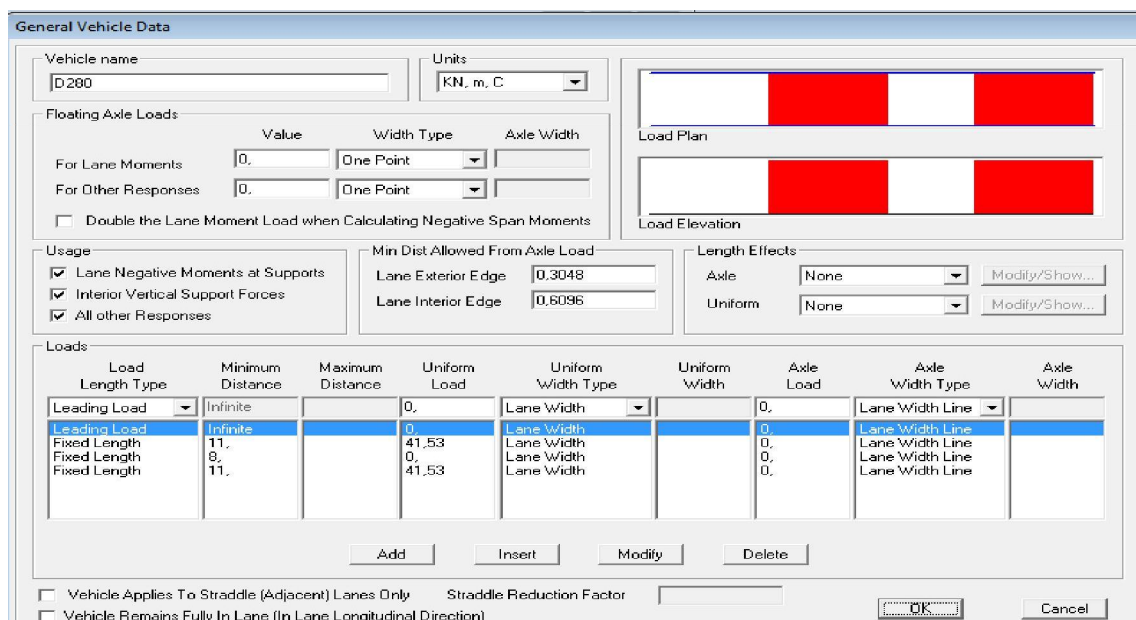 General Vehicle Data
Vehicle name
D280
Units
KN, m, C
Load Plan
Load Elevation
Floating Axle Loads
Value Width Type Axle Width
For Lane Moments 0, One Point
For Other Responses 0, One Point
Double the Lane Moment Load when Calculating Negative Span Moments
Usage
Lane Negative Moments at Supports
Interior Vertical Support Forces
All other Responses
Min Dist Allowed From Axle Load
Lane Exterior Edge 0,3048
Lane Interior Edge 0,6096
Length Effects
Axle None Modify/Show...
Uniform None Modify/Show...
Loads
Load Minimum Maximum Uniform Uniform Uniform Axle Axle Axle
Length Type Distance Distance Load Width Type Width Load Width Type Width
Leading Load Infinite 0, Lane Width 0, Lane Width Line
Leading Load Infinite 0, Lane Width 0, Lane Width Line
Fixed Length 11, 41,53 Lane Width 0, Lane Width Line
Fixed Length 8, 0, Lane Width 0, Lane Width Line
Fixed Length 11, 41,53 Lane Width 0, Lane Width Line
Add Insert Modify Delete
Vehicle Applies To Straddle (Adjacent) Lanes Only Straddle Reduction Factor
Vehicle Remains Fully In Lane (In Lane Longitudinal Direction)
OK Cancel